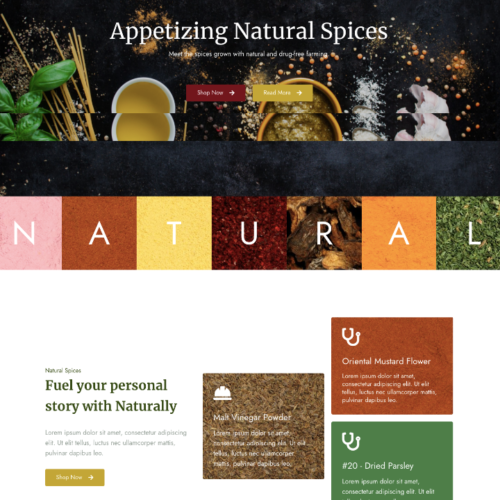 Appetizing Natural Spices
Meet the spices grown with natural and drug-free farming.
Shop Now
Read More
N A T U R A L
Natural Spices
Fuel your personal
story with Naturally
Lorem ipsum dolor sit amet, consectetur adipiscing
elit. Ut elit tellus, luctus nec ullamcorper mattis,
pulvinar dapibus leo.
Shop Now
Malt Vinegar Powder
Lorem ipsum dolor sit amet,
consectetur adipiscing elit. Ut elit
tellus, luctus nec ullamcorper mattis,
pulvinar dapibus leo.
Oriental Mustard Flower
Lorem ipsum dolor sit amet,
consectetur adipiscing elit. Ut elit
tellus, luctus nec ullamcorper mattis,
pulvinar dapibus leo.
#20 - Dried Parsley
Lorem ipsum dolor sit amet,
consectetur adipiscing elit. Ut elit